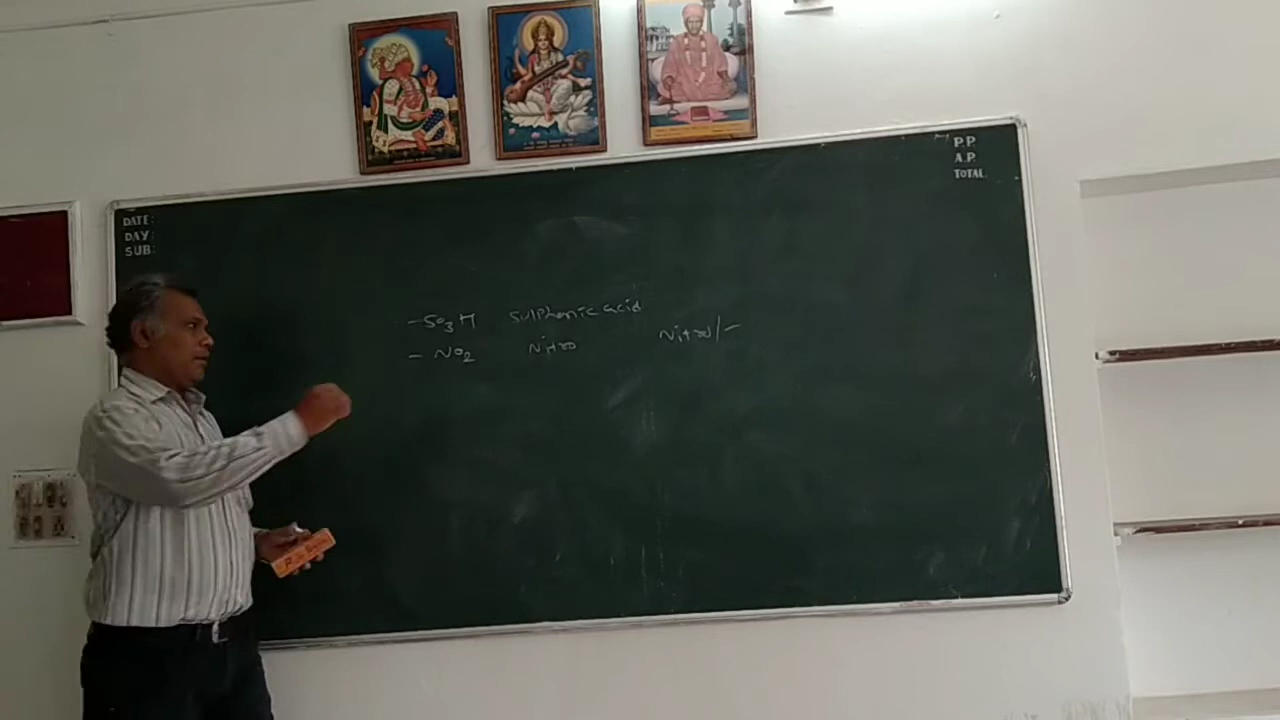 P.P.
A.P.
TOTAL
DATE:
DAY:
SUB:
-SO3H Sulphonic acid
- NO2 Nitro Nitro/-